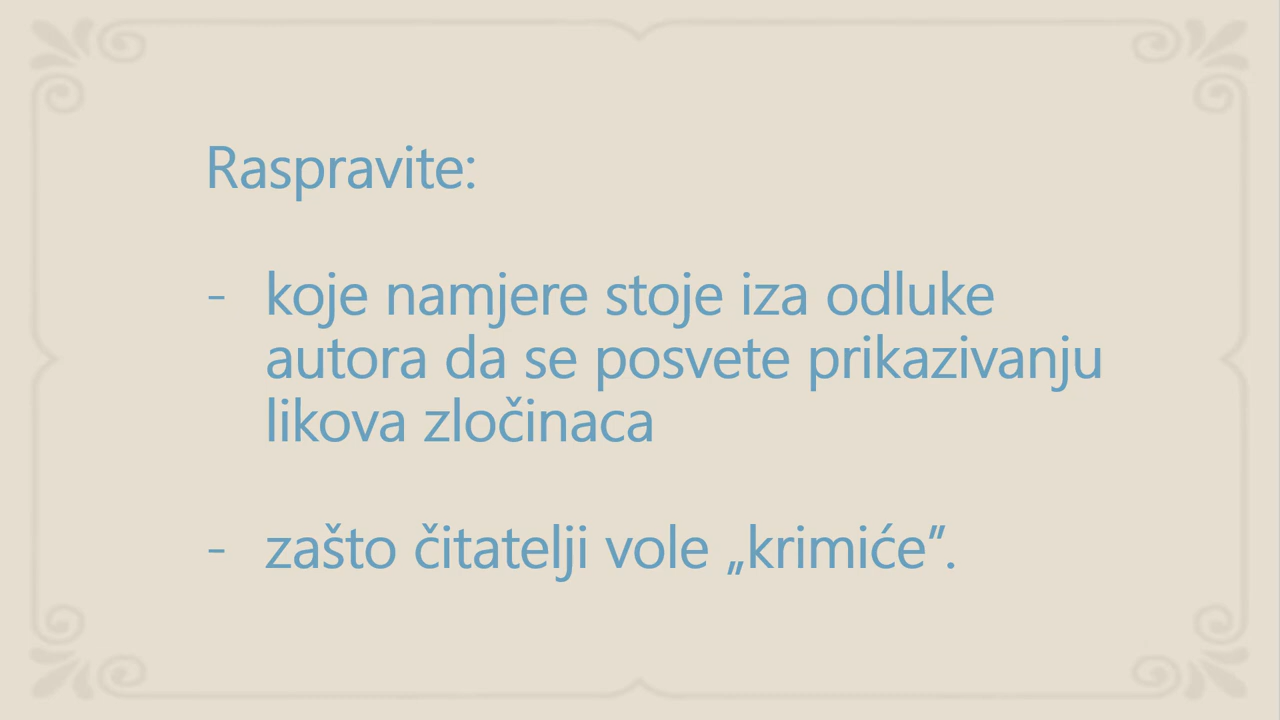 Raspravite:
- koje namjere stoje iza odluke
autora da se posvete prikazivanju
likova zločinaca
- zašto čitatelji vole „krimiće”.